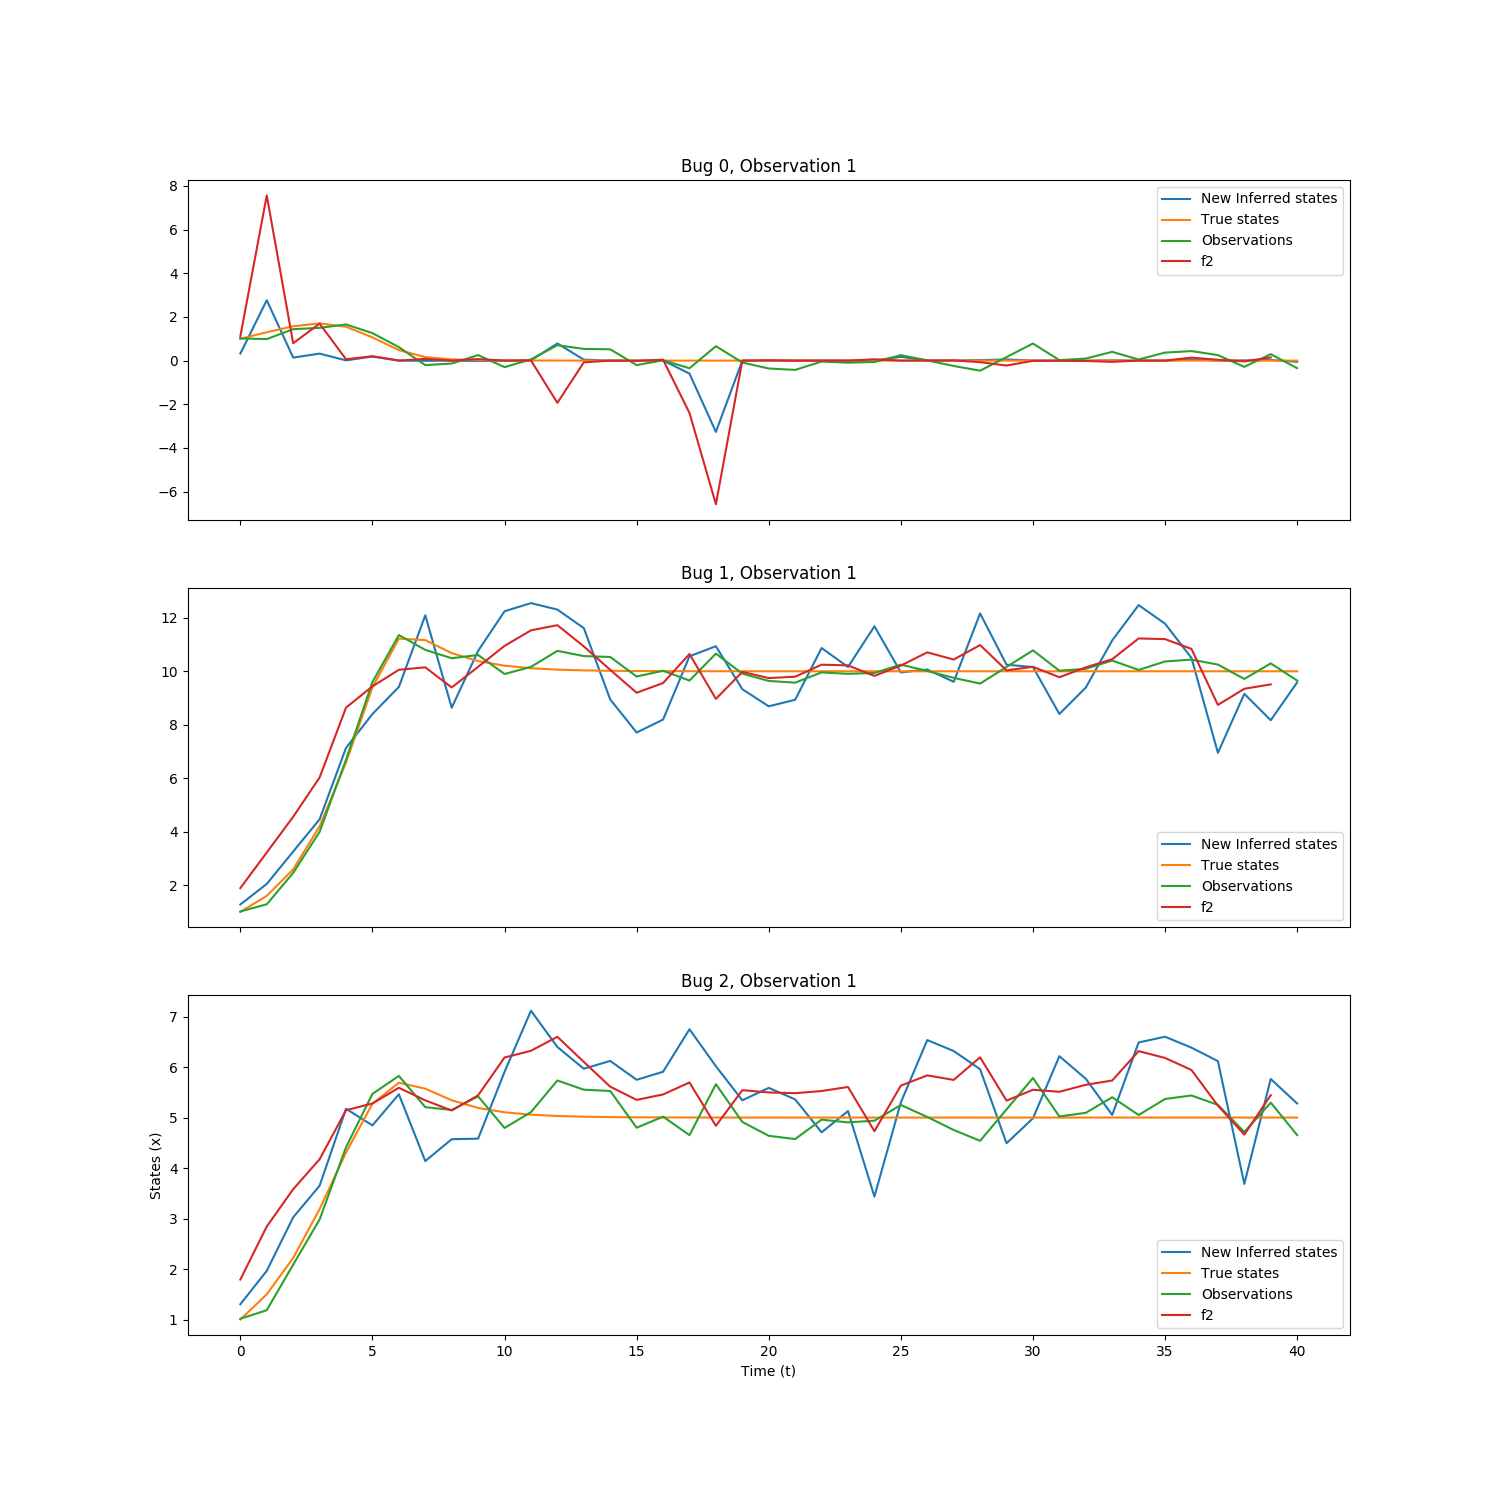 Bug 0, Observation 1
8
6
4
2
0
−2
−4
−6
New Inferred states
True states
Observations
f2
Bug 1, Observation 1
12
10
8
6
4
2
New Inferred states
True states
Observations
f2
Bug 2, Observation 1
States (x)
7
6
5
4
3
2
1
New Inferred states
True states
Observations
f2
0 5 10 15 20 25 30 35 40
Time (t)